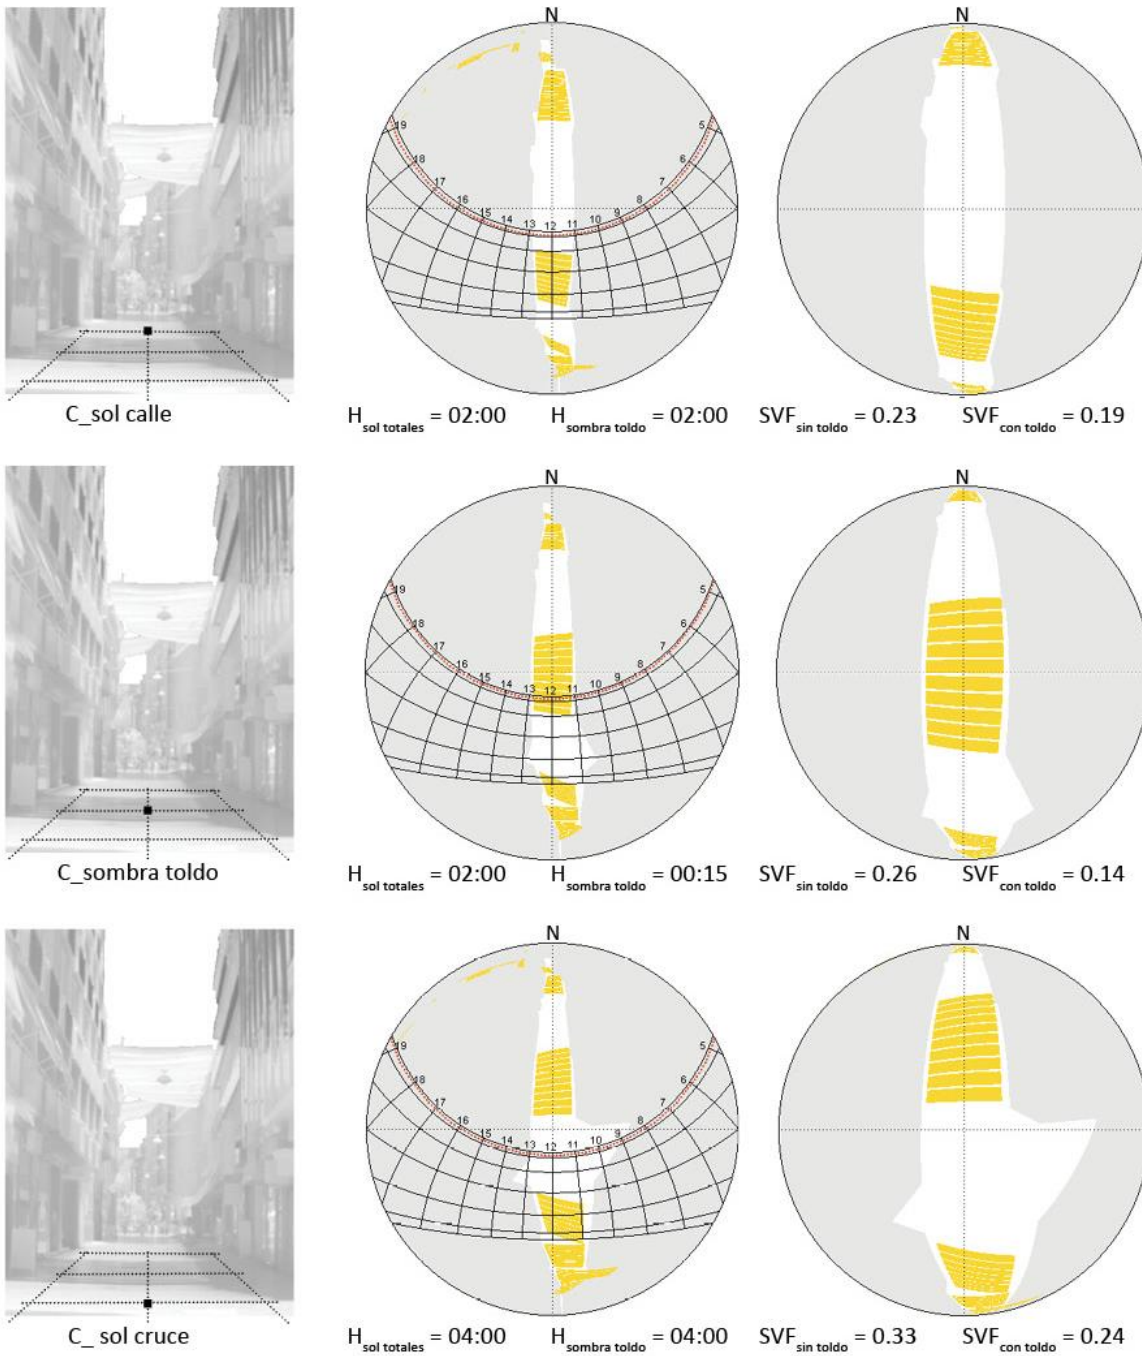 N N
19 18 17 16 15 14 13 12 11 10 9 8 7 6 5
C_sol calle H sol totales = 02:00 H sombra toldo = 02:00 SVF sin toldo = 0.23 SVF con toldo = 0.19
N N
19 18 17 16 15 14 13 12 11 10 9 8 7 6 5
C_sombra toldo H sol totales = 02:00 H sombra toldo = 00:15 SVF sin toldo = 0.26 SVF con toldo = 0.14
N N
19 18 17 16 15 14 13 12 11 10 9 8 7 6 5
C_ sol cruce H sol totales = 04:00 H sombra toldo = 04:00 SVF sin toldo = 0.33 SVF con toldo = 0.24